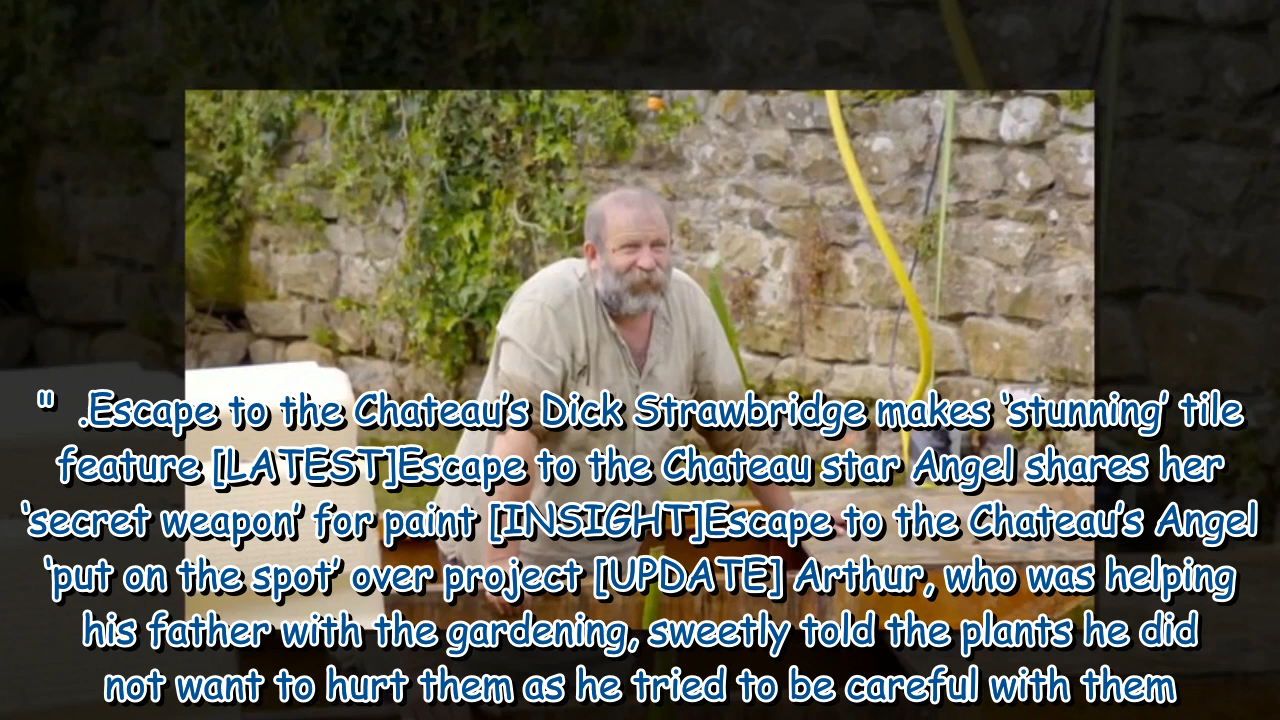 " .Escape to the Chateau’s Dick Strawbridge makes ‘stunning’ tile
feature [LATEST]Escape to the Chateau star Angel shares her
‘secret weapon’ for paint [INSIGHT]Escape to the Chateau’s Angel
‘put on the spot’ over project [UPDATE] Arthur, who was helping
his father with the gardening, sweetly told the plants he did
not want to hurt them as he tried to be careful with them